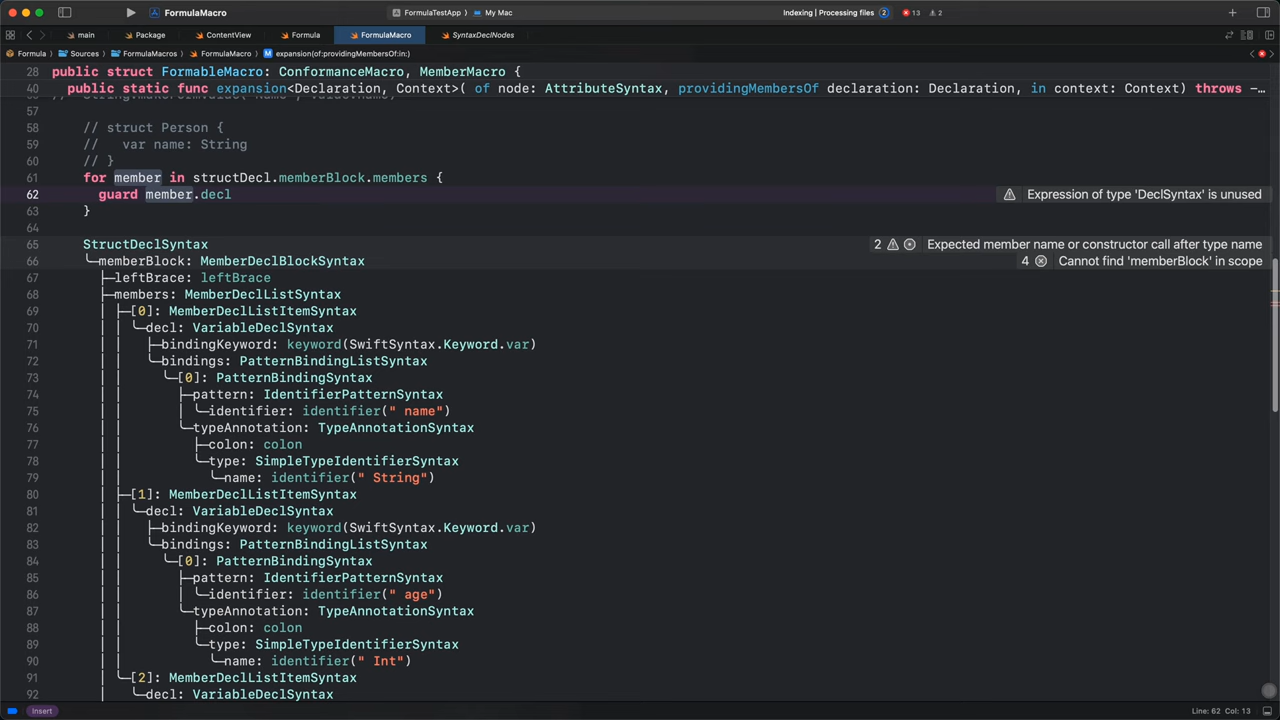 FormulaMacro
FormulaTestApp
My Mac
Indexing | Processing files
2
13
2
main
Package
ContentView
Formula
FormulaMacro
SyntaxDeclNodes
Formula
Sources
FormulaMacros
FormulaMacro
M
expansion(of:providingMembersOf:in:)
28 public struct FormableMacro: ConformanceMacro, MemberMacro {
40 public static func expansion<Declaration, Context>( of node: AttributeSyntax, providingMembersOf declaration: Declaration, in context: Context) throws -…
57
58 // struct Person {
59 // var name: String
60 // }
61 for member in structDecl.memberBlock.members {
62 guard member.decl Expression of type 'DeclSyntax' is unused
63 }
64
65 StructDeclSyntax 2 Expected member name or constructor call after type name
66 ╰─memberBlock: MemberDeclBlockSyntax 4 Cannot find 'memberBlock' in scope
67 ├─leftBrace: leftBrace
68 ├─members: MemberDeclListSyntax
69 │ ├─[0]: MemberDeclListItemSyntax
70 │ │ ╰─decl: VariableDeclSyntax
71 │ │ ├─bindingKeyword: keyword(SwiftSyntax.Keyword.var)
72 │ │ ╰─bindings: PatternBindingListSyntax
73 │ │ ╰─[0]: PatternBindingSyntax
74 │ │ ├─pattern: IdentifierPatternSyntax
75 │ │ │ ╰─identifier: identifier(" name")
76 │ │ ╰─typeAnnotation: TypeAnnotationSyntax
77 │ │ ├─colon: colon
78 │ │ ╰─type: SimpleTypeIdentifierSyntax
79 │ │ ╰─name: identifier(" String")
80 │ ├─[1]: MemberDeclListItemSyntax
81 │ │ ╰─decl: VariableDeclSyntax
82 │ │ ├─bindingKeyword: keyword(SwiftSyntax.Keyword.var)
83 │ │ ╰─bindings: PatternBindingListSyntax
84 │ │ ╰─[0]: PatternBindingSyntax
85 │ │ ├─pattern: IdentifierPatternSyntax
86 │ │ │ ╰─identifier: identifier(" age")
87 │ │ ╰─typeAnnotation: TypeAnnotationSyntax
88 │ │ ├─colon: colon
89 │ │ ╰─type: SimpleTypeIdentifierSyntax
90 │ │ ╰─name: identifier(" Int")
91 │ ├─[2]: MemberDeclListItemSyntax
92 │ │ ╰─decl: VariableDeclSyntax
Insert
Line: 62 Col: 13